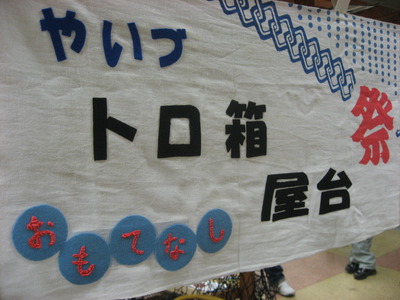 やいづ
トロ箱
屋台
祭
おもてなし